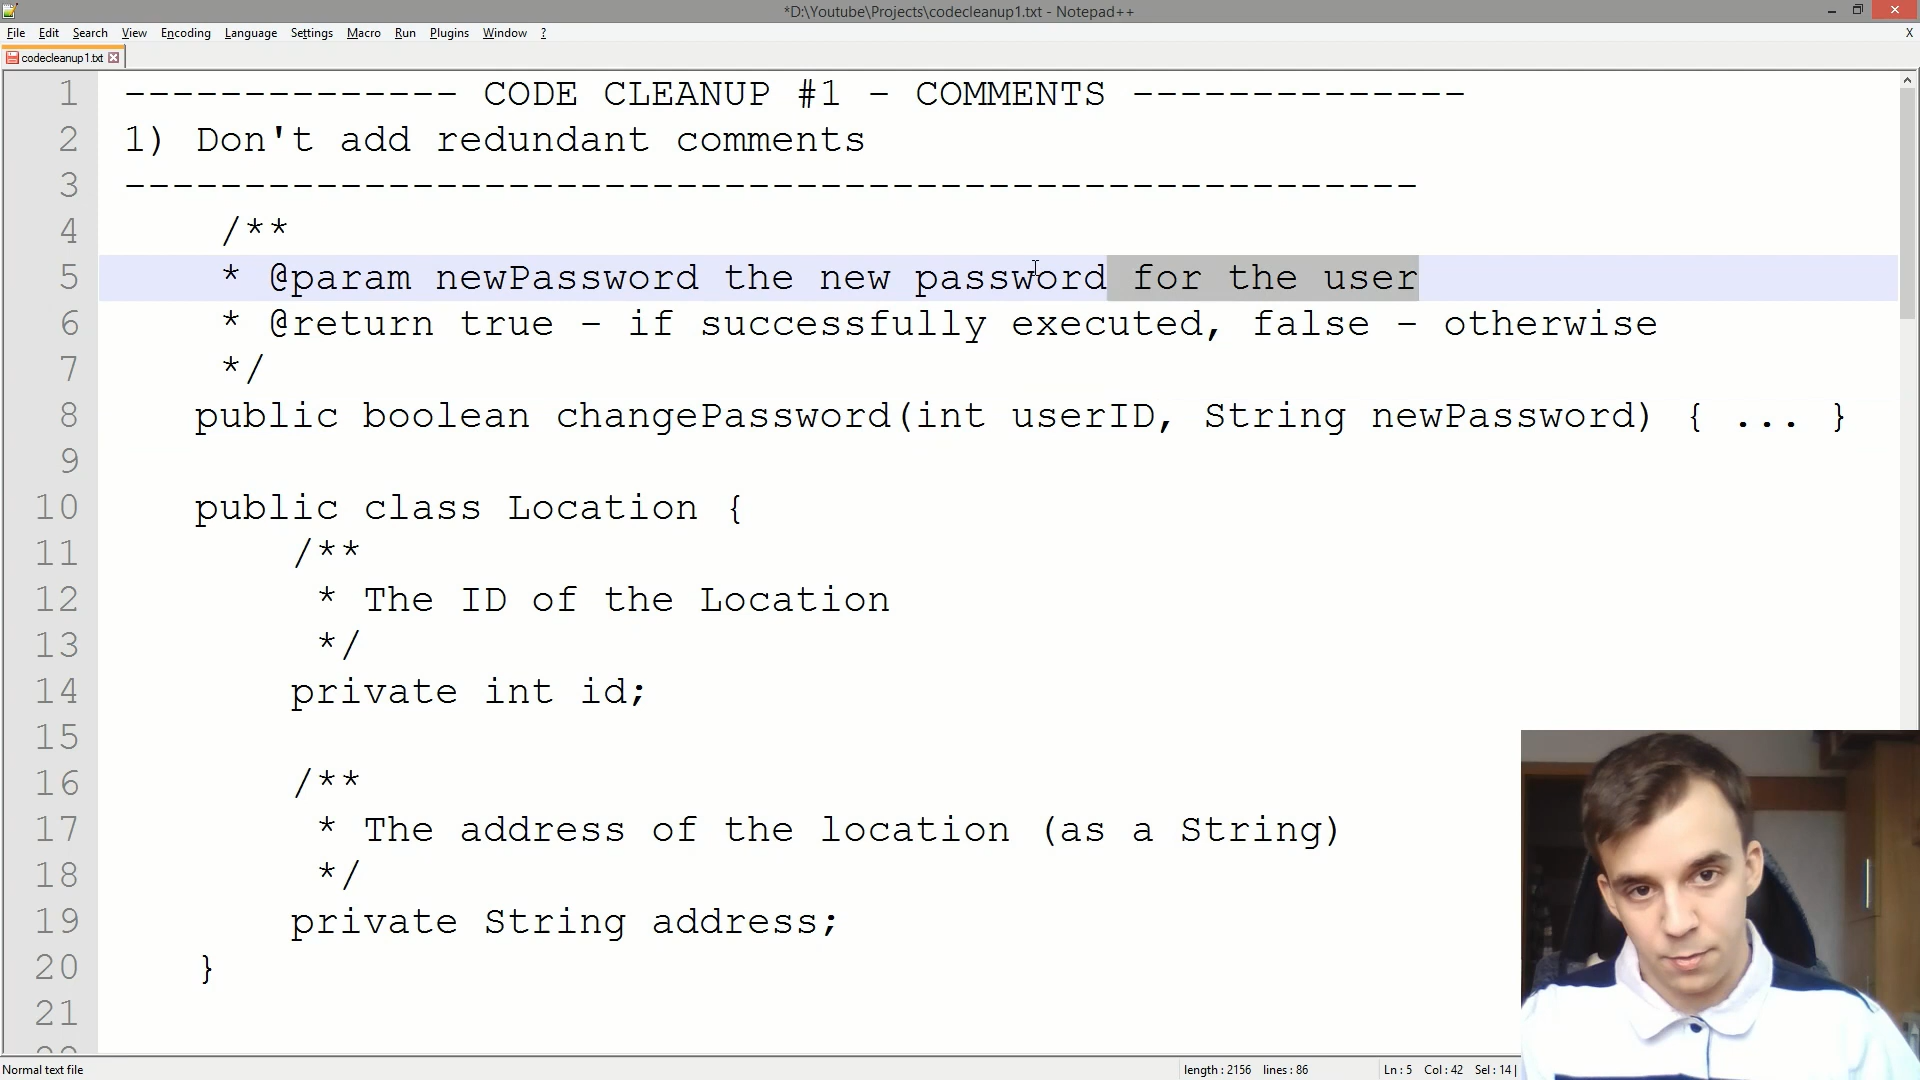 *D:\Youtube\Projects\codecleanup1.txt - Notepad++
File Edit Search View Encoding Language Settings Macro Run Plugins Window ? X
codecleanup1.txt
1 -------------- CODE CLEANUP #1 - COMMENTS --------------
2 1) Don't add redundant comments
3 ------------------------------------------------------
4 /**
5 * @param newPassword the new password for the user
6 * @return true - if successfully executed, false - otherwise
7 */
8 public boolean changePassword(int userID, String newPassword) { ... }
9
10 public class Location {
11 /**
12 * The ID of the Location
13 */
14 private int id;
15
16 /**
17 * The address of the location (as a String)
18 */
19 private String address;
20 }
21
Normal text file length : 2156 lines : 86 Ln : 5 Col : 42 Sel : 14 |